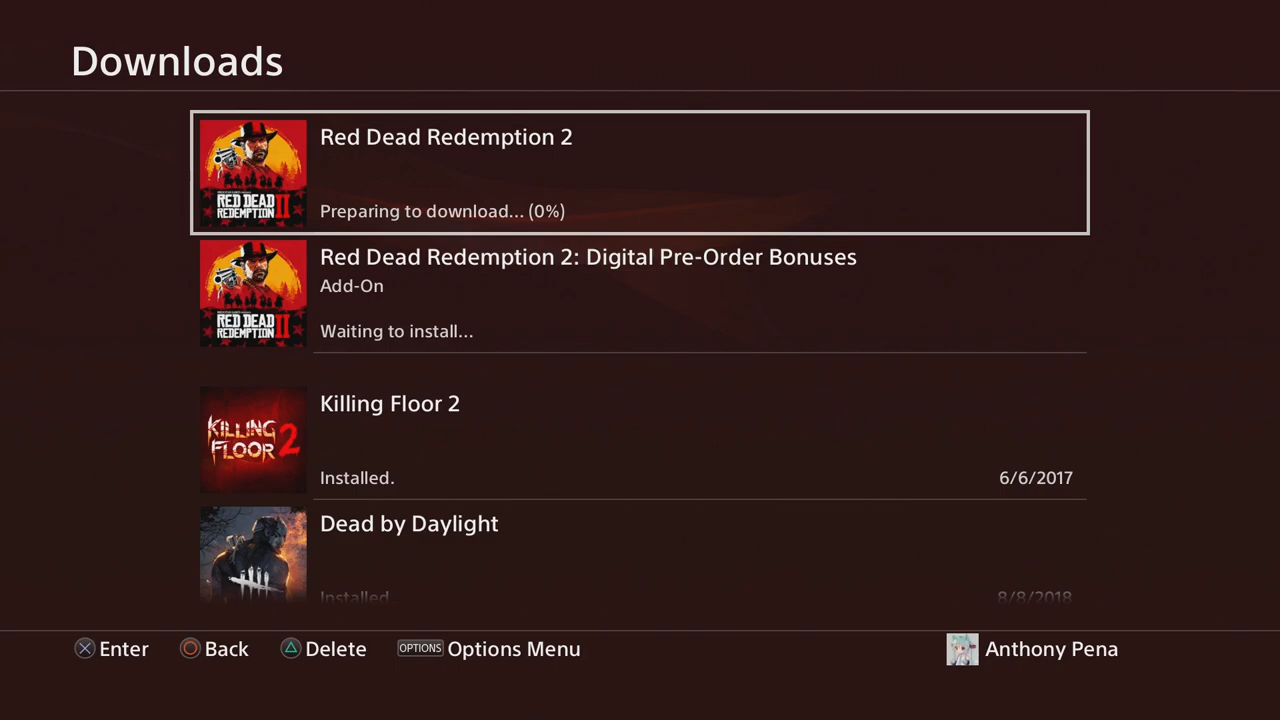 Downloads
Red Dead Redemption 2
Preparing to download... (0%)
RED DEAD
REDEMPTION II
Red Dead Redemption 2: Digital Pre-Order Bonuses
Add-On
Waiting to install...
RED DEAD
REDEMPTION II
Killing Floor 2
KILLING
FLOOR 2
Installed. 6/6/2017
Dead by Daylight
Installed. 8/8/2018
Enter Back Delete OPTIONS Options Menu Anthony Pena